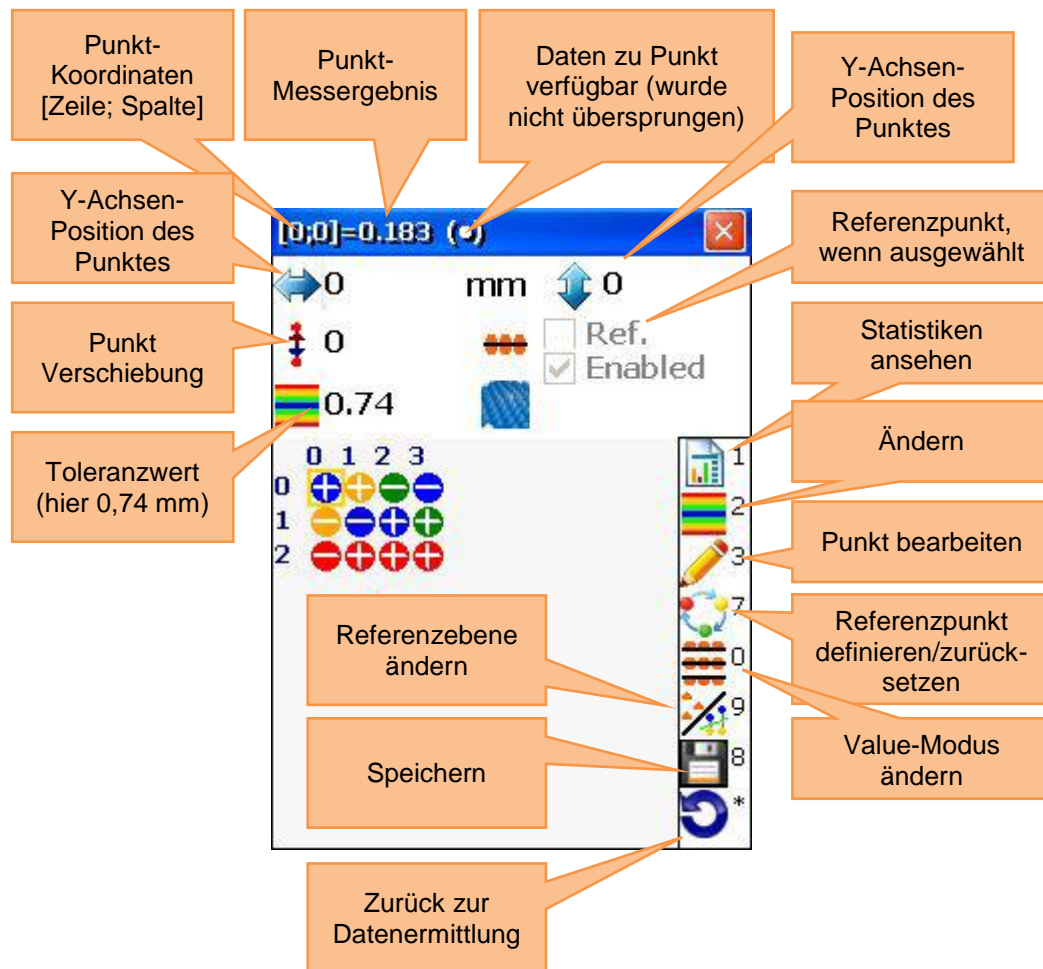 Punkt-
Koordinaten
[Zeile; Spalte]
Punkt-
Messergebnis
Daten zu Punkt
verfügbar (wurde
nicht übersprungen)
Y-Achsen-
Position des
Punktes
Y-Achsen-
Position des
Punktes
Referenzpunkt,
wenn ausgewählt
Punkt
Verschiebung
Statistiken
ansehen
Toleranzwert
(hier 0,74 mm)
Ändern
Punkt bearbeiten
Referenzpunkt
definieren/zurück-
setzen
Value-Modus
ändern
Referenzebene
ändern
Speichern
Zurück zur
Datenermittlung
[0;0]=0.183 (•)
0 mm 0
0 Ref.
Enabled
0.74
0 1 2 3
0
1
2
1
2
3
7
0
9
8
*